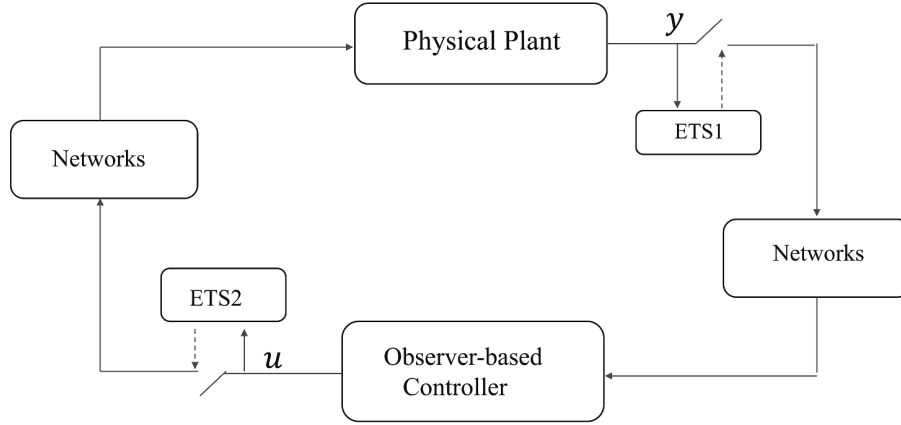 Physical Plant
y
ETS1
Networks
Networks
ETS2
u
Observer-based
Controller